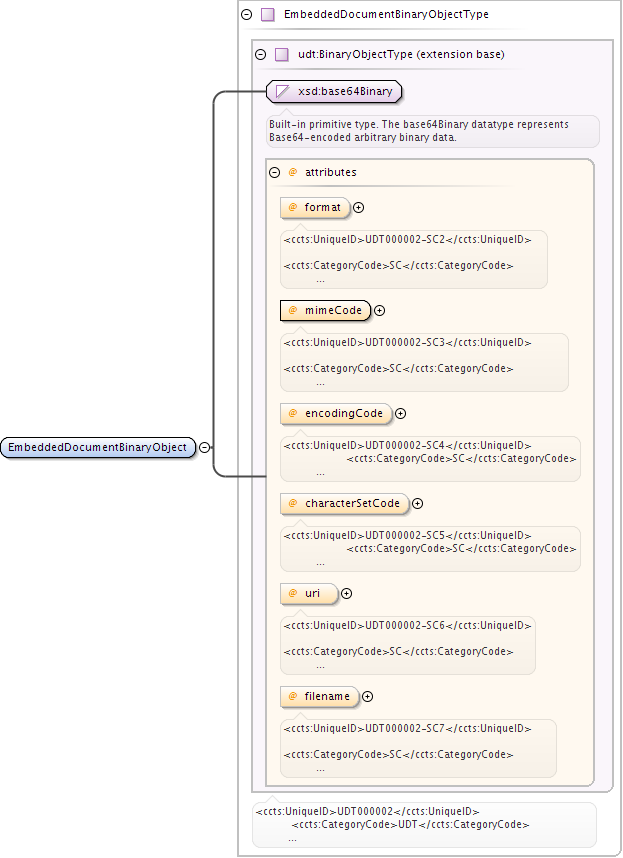 EmbeddedDocumentBinaryObjectType
udt:BinaryObjectType (extension base)
xsd:base64Binary
Built-in primitive type. The base64Binary datatype represents
Base64-encoded arbitrary binary data.
@ attributes
@ format
<ccts:UniqueID>UDT000002-SC2</ccts:UniqueID>
<ccts:CategoryCode>SC</ccts:CategoryCode>
...
@ mimeCode
<ccts:UniqueID>UDT000002-SC3</ccts:UniqueID>
<ccts:CategoryCode>SC</ccts:CategoryCode>
...
@ encodingCode
<ccts:UniqueID>UDT000002-SC4</ccts:UniqueID>
<ccts:CategoryCode>SC</ccts:CategoryCode>
...
EmbeddedDocumentBinaryObject
@ characterSetCode
<ccts:UniqueID>UDT000002-SC5</ccts:UniqueID>
<ccts:CategoryCode>SC</ccts:CategoryCode>
...
@ uri
<ccts:UniqueID>UDT000002-SC6</ccts:UniqueID>
<ccts:CategoryCode>SC</ccts:CategoryCode>
...
@ filename
<ccts:UniqueID>UDT000002-SC7</ccts:UniqueID>
<ccts:CategoryCode>SC</ccts:CategoryCode>
...
<ccts:UniqueID>UDT000002</ccts:UniqueID>
<ccts:CategoryCode>UDT</ccts:CategoryCode>
...